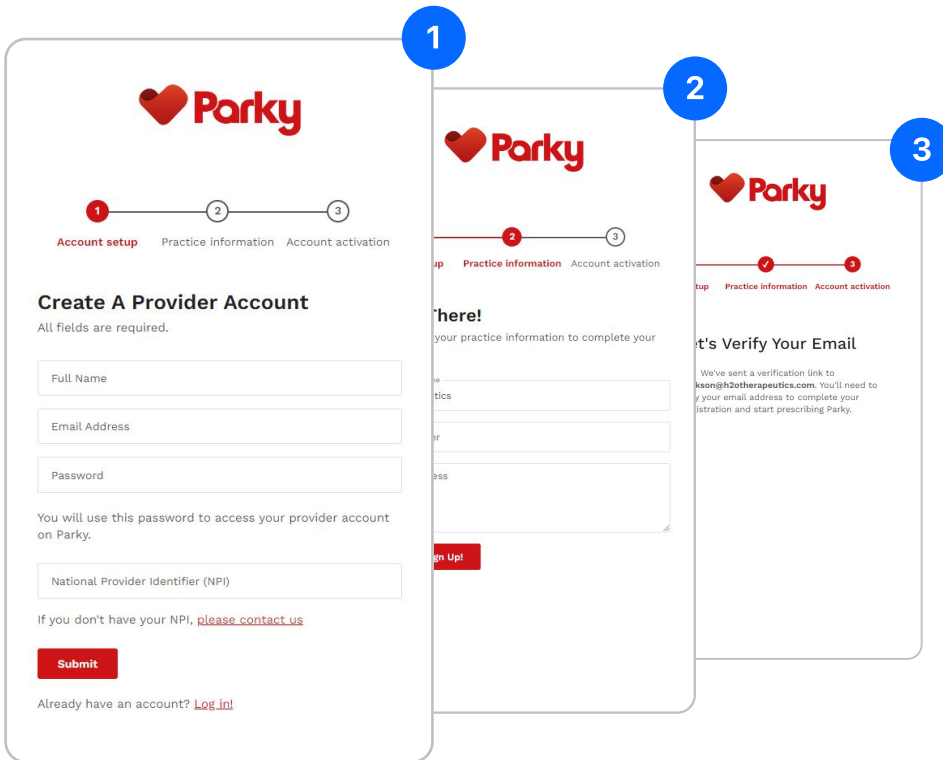 1
Parky
1 2 3
Account setup Practice information Account activation
Create A Provider Account
All fields are required.
Full Name
Email Address
Password
You will use this password to access your provider account
on Parky.
National Provider Identifier (NPI)
If you don't have your NPI, please contact us
Submit
Already have an account? Log in!
2
Parky
2 3
up Practice information Account activation
There!
your practice information to complete your
tics
ess
gn Up!
3
Parky
✓ 3
tup Practice information Account activation
t's Verify Your Email
We've sent a verification link to
kson@h2otherapeutics.com. You'll need to
y your email address to complete your
istration and start prescribing Parky.